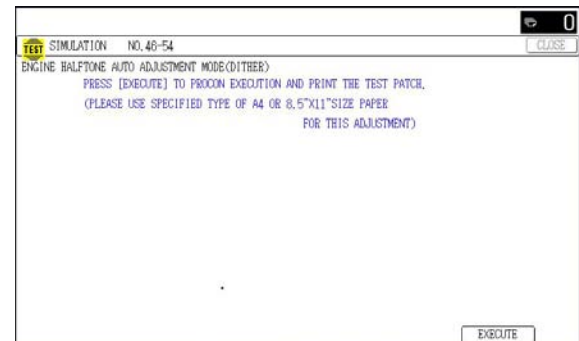 0
TEST SIMULATION NO.46-54 CLOSE
ENGINE HALFTONE AUTO ADJUSTMENT MODE(DITHER)
PRESS [EXECUTE] TO PROCON EXECUTION AND PRINT THE TEST PATCH.
(PLEASE USE SPECIFIED TYPE OF A4 OR 8.5"X11"SIZE PAPER
FOR THIS ADJUSTMENT)
EXECUTE